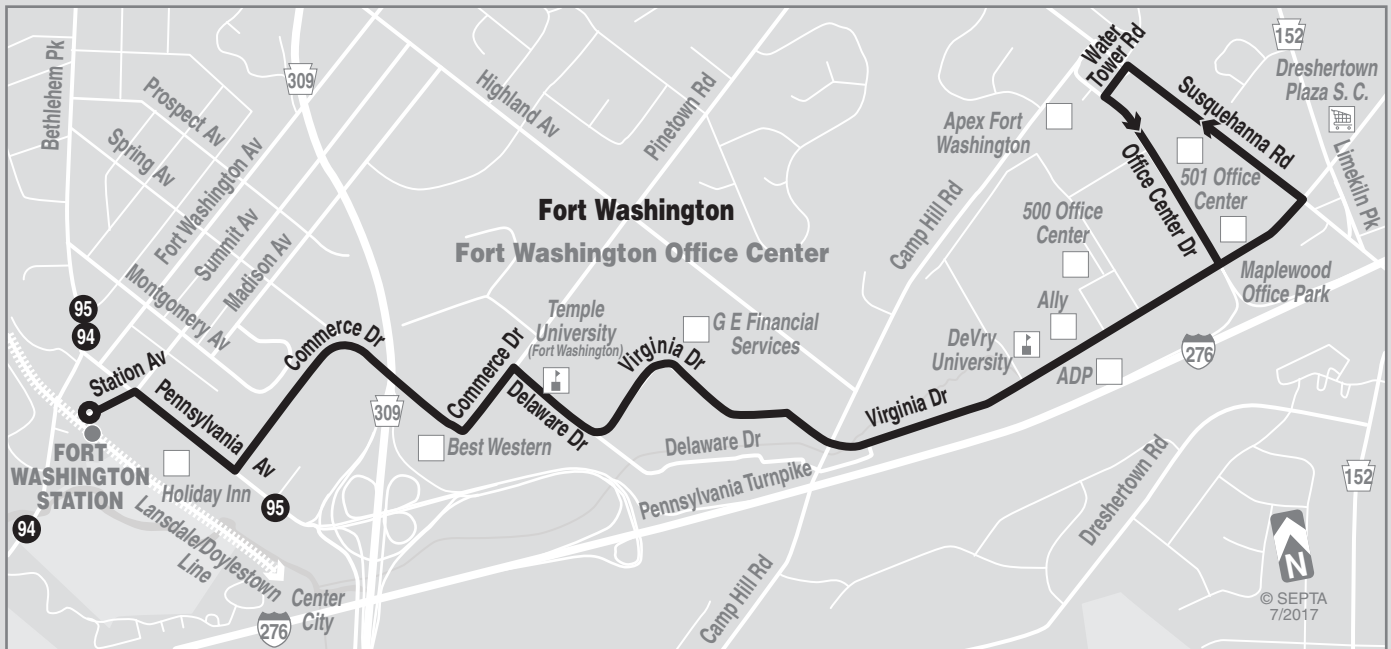 Bethlehem Pk
Prospect Av
Spring Av
Fort Washington Av
Summit Av
Madison Av
Montgomery Av
309
Highland Av
Pinetown Rd
Fort Washington
Fort Washington Office Center
Water
Tower Rd
152
Dreshertown
Plaza S. C.
Susquehanna Rd
Limekiln Pk
Apex Fort
Washington
Office Center Dr
501 Office
Center
500 Office
Center
Camp Hill Rd
Maplewood
Office Park
Ally
DeVry
University
ADP
276
95
94
Station Av
Pennsylvania
Av
Commerce Dr
309
Commerce Dr
Temple
University
(Fort Washington)
Delaware Dr
Virginia Dr
G E Financial
Services
Virginia Dr
Best Western
Delaware Dr
Pennsylvania Turnpike
FORT
WASHINGTON
STATION
Holiday Inn
95
94
Lansdale/Doylestown
Line
Center
City
276
Camp Hill Rd
Dreshertown Rd
152
N
© SEPTA
7/2017